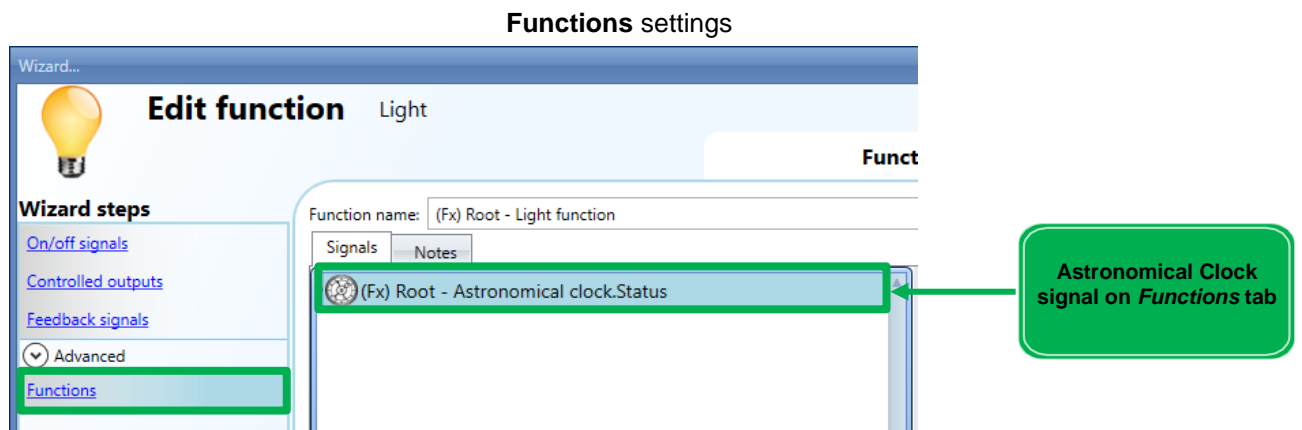 Functions settings
Wizard...
Edit function Light
Funct
Wizard steps
On/off signals
Controlled outputs
Feedback signals
Advanced
Functions
Function name: (Fx) Root - Light function
Signals Notes
(Fx) Root - Astronomical clock.Status
Astronomical Clock
signal on Functions tab